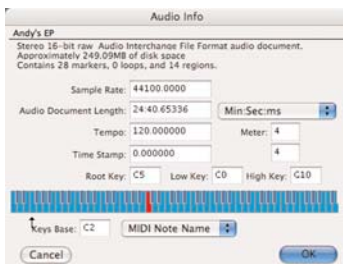 Audio Info
Andy's EP
Stereo 16-bit raw Audio Interchange File Format audio document.
Approximately 249.09MB of disk space
Contains 28 markers, 0 loops, and 14 regions.
Sample Rate: 44100.0000
Audio Document Length: 24:40.65336 Min:Sec:ms
Tempo: 120.000000 Meter: 4
Time Stamp: 0.000000 4
Root Key: C5 Low Key: C0 High Key: G10
Keys Base: C2 MIDI Note Name
Cancel OK